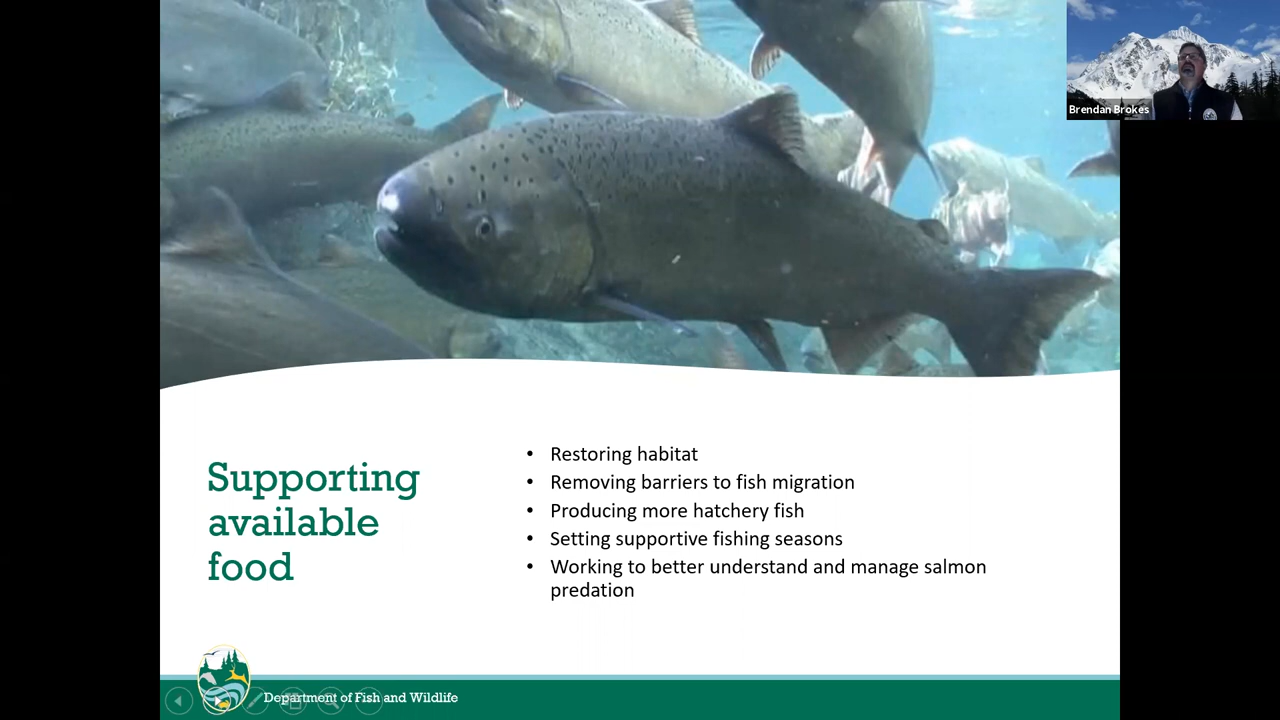 Brendan Brokes
Supporting
available
food
• Restoring habitat
• Removing barriers to fish migration
• Producing more hatchery fish
• Setting supportive fishing seasons
• Working to better understand and manage salmon
predation
Department of Fish and Wildlife